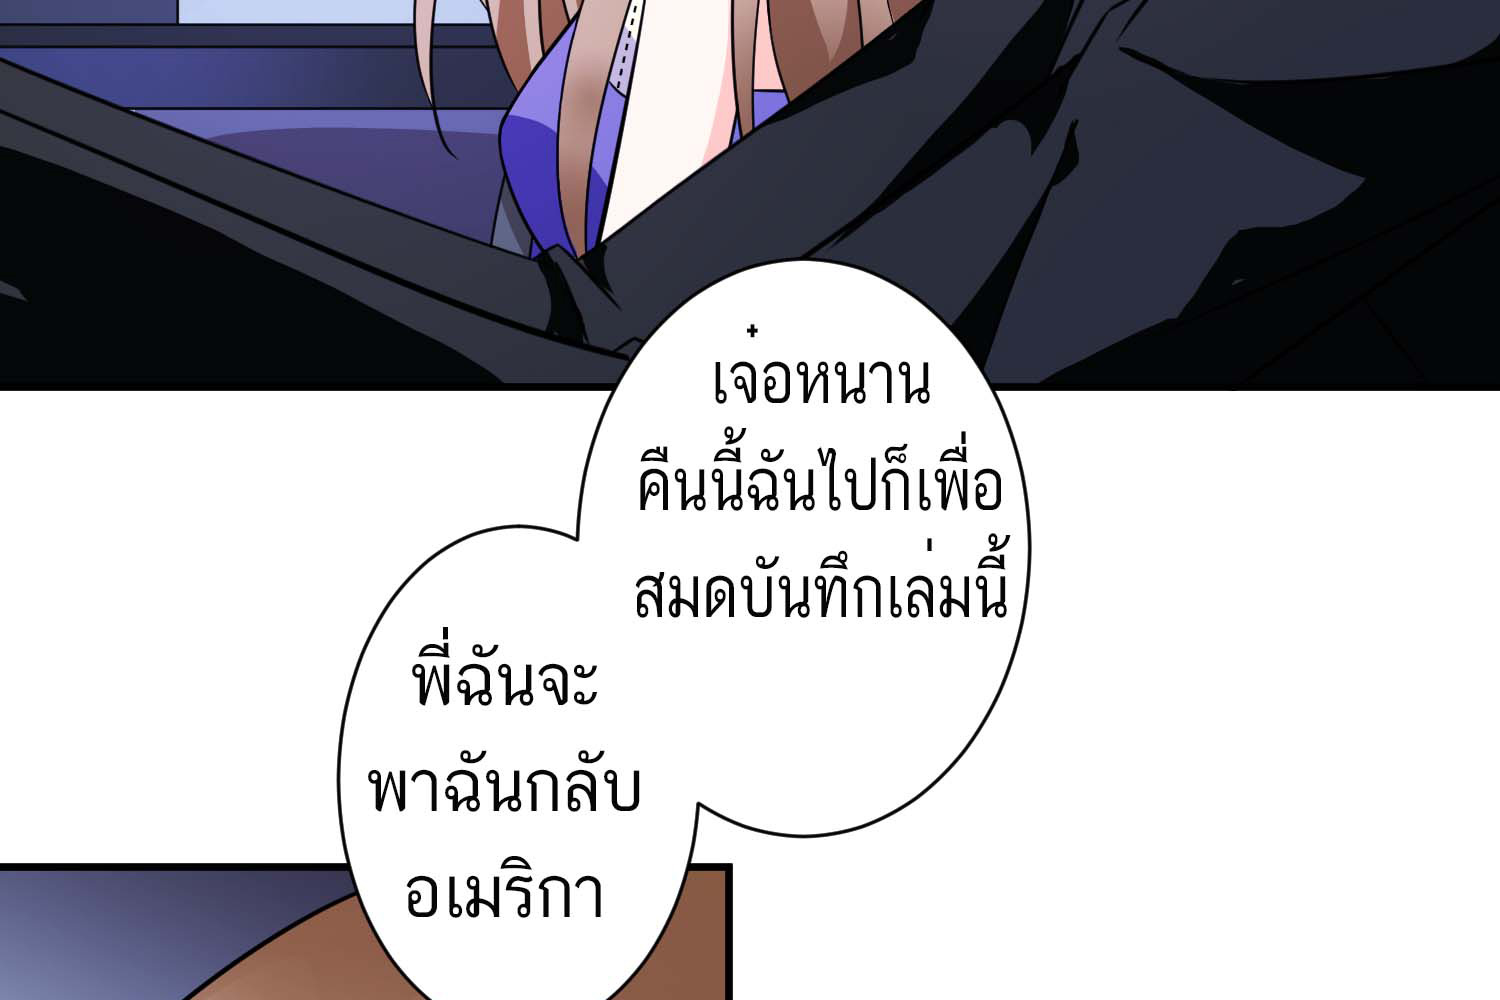 เจ๋อหนาน
คืนนี้ฉันไปก็เพื่อ
สมุดบันทึกเล่มนี้
พี่ฉันจะ
พาฉันกลับ
อเมริกา